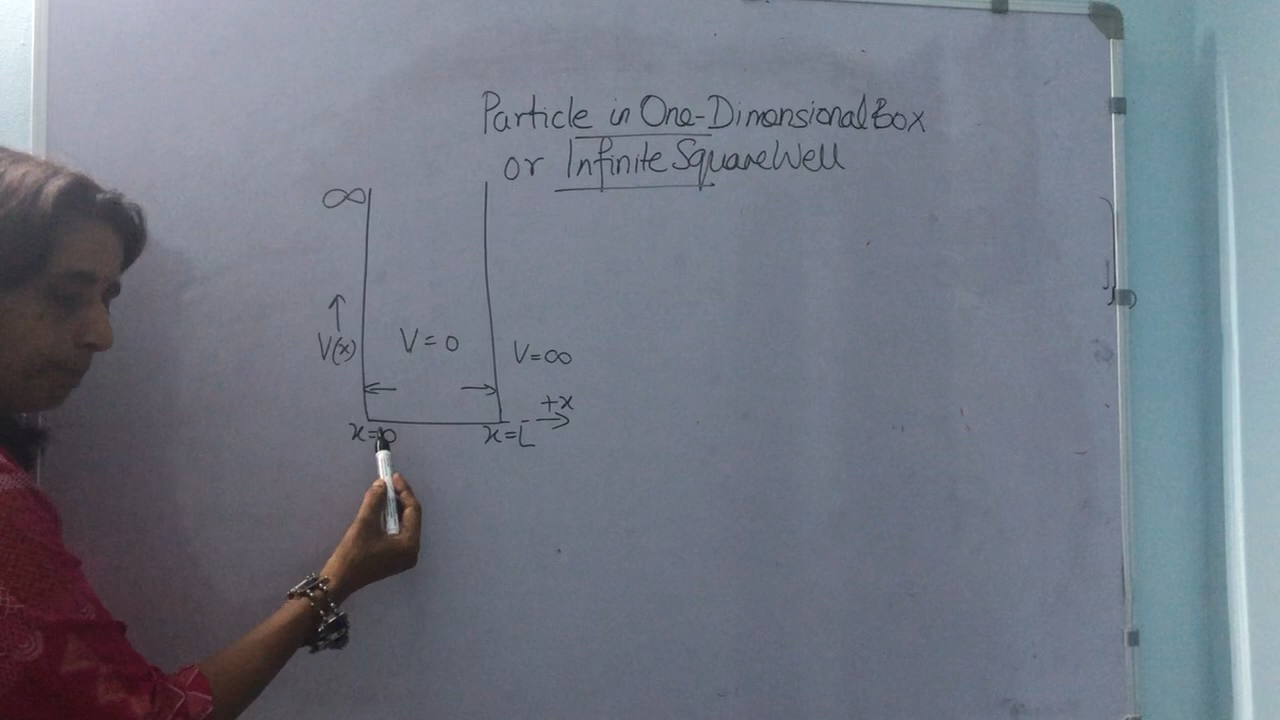 Particle in One-Dimensional Box
or Infinite Square Well
∞
V(x)
V = 0
V=∞
+x
x=0
x=L